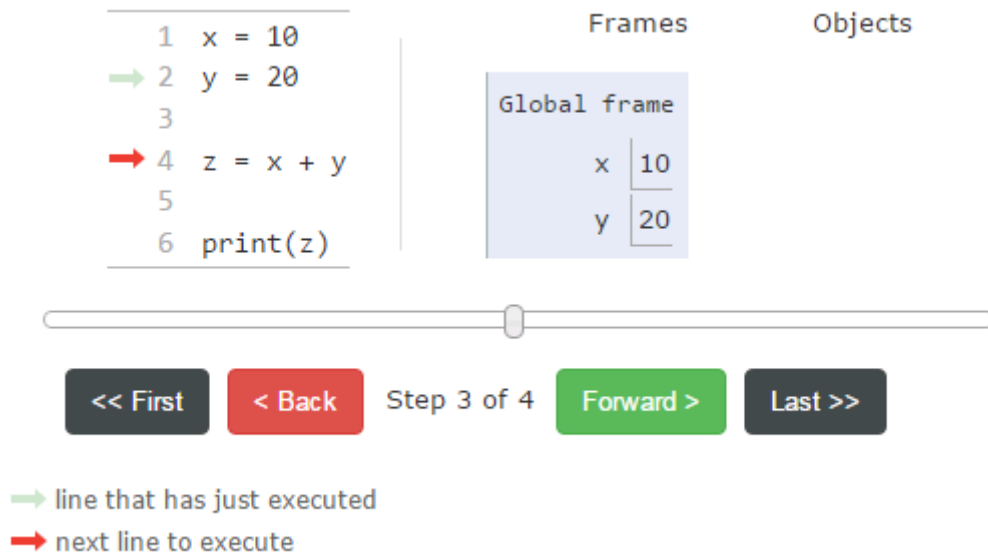 1 x = 10
2 y = 20
3
4 z = x + y
5
6 print(z)
Frames Objects
Global frame
x 10
y 20
<< First < Back Step 3 of 4 Forward > Last >>
line that has just executed
next line to execute